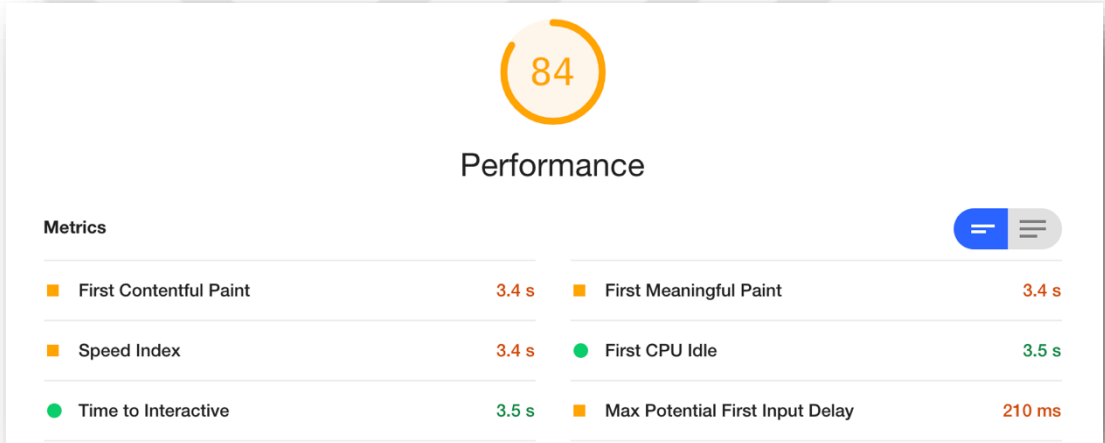 84
Performance
Metrics
First Contentful Paint 3.4 s First Meaningful Paint 3.4 s
Speed Index 3.4 s First CPU Idle 3.5 s
Time to Interactive 3.5 s Max Potential First Input Delay 210 ms